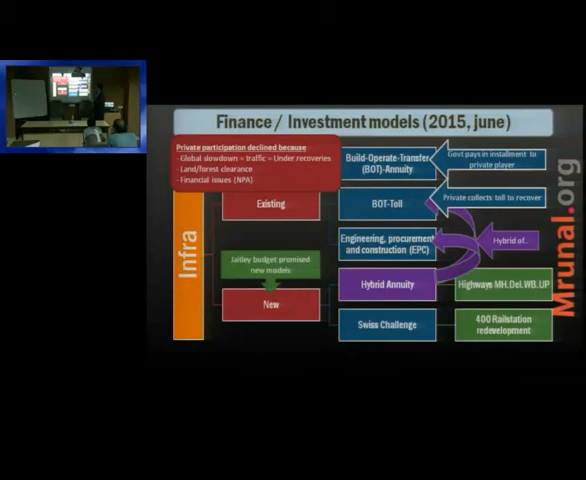 Finance / Investment models (2015, june)
Private participation declined because
- Global slowdown = traffic = Under recoveries
- Land/forest clearance
- Financial issues (NPA)
Build-Operate-Transfer
(BOT)-Annuity
Govt pays in installment to
private player
Existing
BOT-Toll
Private collects toll to recover
Infra
Engineering, procurement
and construction (EPC)
Hybrid of..
Jaitley budget promised
new models
New
Hybrid Annuity
Highways MH.Del.WB.UP
Swiss Challenge
400 Railstation
redevelopment
Mrunal.org